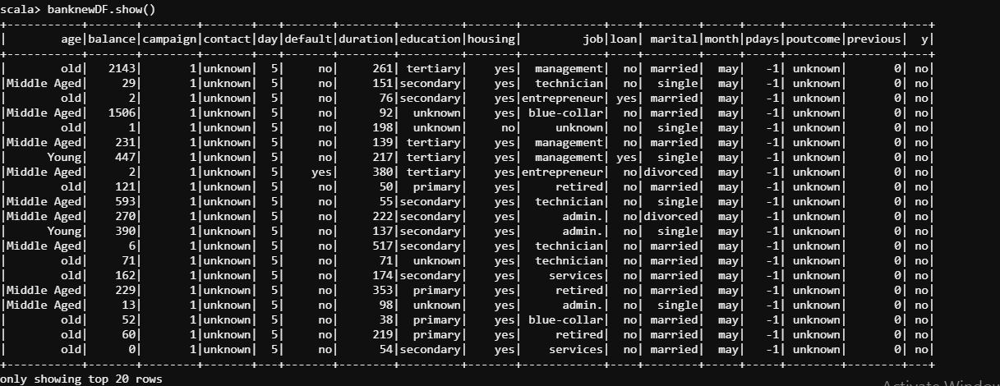 scala> banknewDF.show()
+-----------+-------+--------+-------+---+-------+--------+---------+-------+------------+----+--------+-----+-----+--------+--------+---+
|        age|balance|campaign|contact|day|default|duration|education|housing|         job|loan| marital|month|pdays|poutcome|previous|  y|
+-----------+-------+--------+-------+---+-------+--------+---------+-------+------------+----+--------+-----+-----+--------+--------+---+
|        old|   2143|       1|unknown|  5|     no|     261| tertiary|    yes|  management|  no| married|  may|   -1| unknown|       0| no|
|Middle Aged|     29|       1|unknown|  5|     no|     151|secondary|    yes|  technician|  no|  single|  may|   -1| unknown|       0| no|
|        old|      2|       1|unknown|  5|     no|      76|secondary|    yes|entrepreneur| yes| married|  may|   -1| unknown|       0| no|
|Middle Aged|   1506|       1|unknown|  5|     no|      92|  unknown|    yes| blue-collar|  no| married|  may|   -1| unknown|       0| no|
|        old|      1|       1|unknown|  5|     no|     198|  unknown|     no|     unknown|  no|  single|  may|   -1| unknown|       0| no|
|Middle Aged|    231|       1|unknown|  5|     no|     139| tertiary|    yes|  management|  no| married|  may|   -1| unknown|       0| no|
|      Young|    447|       1|unknown|  5|     no|     217| tertiary|    yes|  management| yes|  single|  may|   -1| unknown|       0| no|
|Middle Aged|      2|       1|unknown|  5|    yes|     380| tertiary|    yes|entrepreneur|  no|divorced|  may|   -1| unknown|       0| no|
|        old|    121|       1|unknown|  5|     no|      50|  primary|    yes|     retired|  no| married|  may|   -1| unknown|       0| no|
|Middle Aged|    593|       1|unknown|  5|     no|      55|secondary|    yes|  technician|  no|  single|  may|   -1| unknown|       0| no|
|Middle Aged|    270|       1|unknown|  5|     no|     222|secondary|    yes|      admin.|  no|divorced|  may|   -1| unknown|       0| no|
|      Young|    390|       1|unknown|  5|     no|     137|secondary|    yes|      admin.|  no|  single|  may|   -1| unknown|       0| no|
|Middle Aged|      6|       1|unknown|  5|     no|     517|secondary|    yes|  technician|  no| married|  may|   -1| unknown|       0| no|
|        old|     71|       1|unknown|  5|     no|      71|  unknown|    yes|  technician|  no| married|  may|   -1| unknown|       0| no|
|        old|    162|       1|unknown|  5|     no|     174|secondary|    yes|    services|  no| married|  may|   -1| unknown|       0| no|
|Middle Aged|    229|       1|unknown|  5|     no|     353|  primary|    yes|     retired|  no| married|  may|   -1| unknown|       0| no|
|Middle Aged|     13|       1|unknown|  5|     no|      98|  unknown|    yes|      admin.|  no|  single|  may|   -1| unknown|       0| no|
|        old|     52|       1|unknown|  5|     no|      38|  primary|    yes| blue-collar|  no| married|  may|   -1| unknown|       0| no|
|        old|     60|       1|unknown|  5|     no|     219|  primary|    yes|     retired|  no| married|  may|   -1| unknown|       0| no|
|        old|      0|       1|unknown|  5|     no|      54|secondary|    yes|    services|  no| married|  may|   -1| unknown|       0| no|
+-----------+-------+--------+-------+---+-------+--------+---------+-------+------------+----+--------+-----+-----+--------+--------+---+
only showing top 20 rows